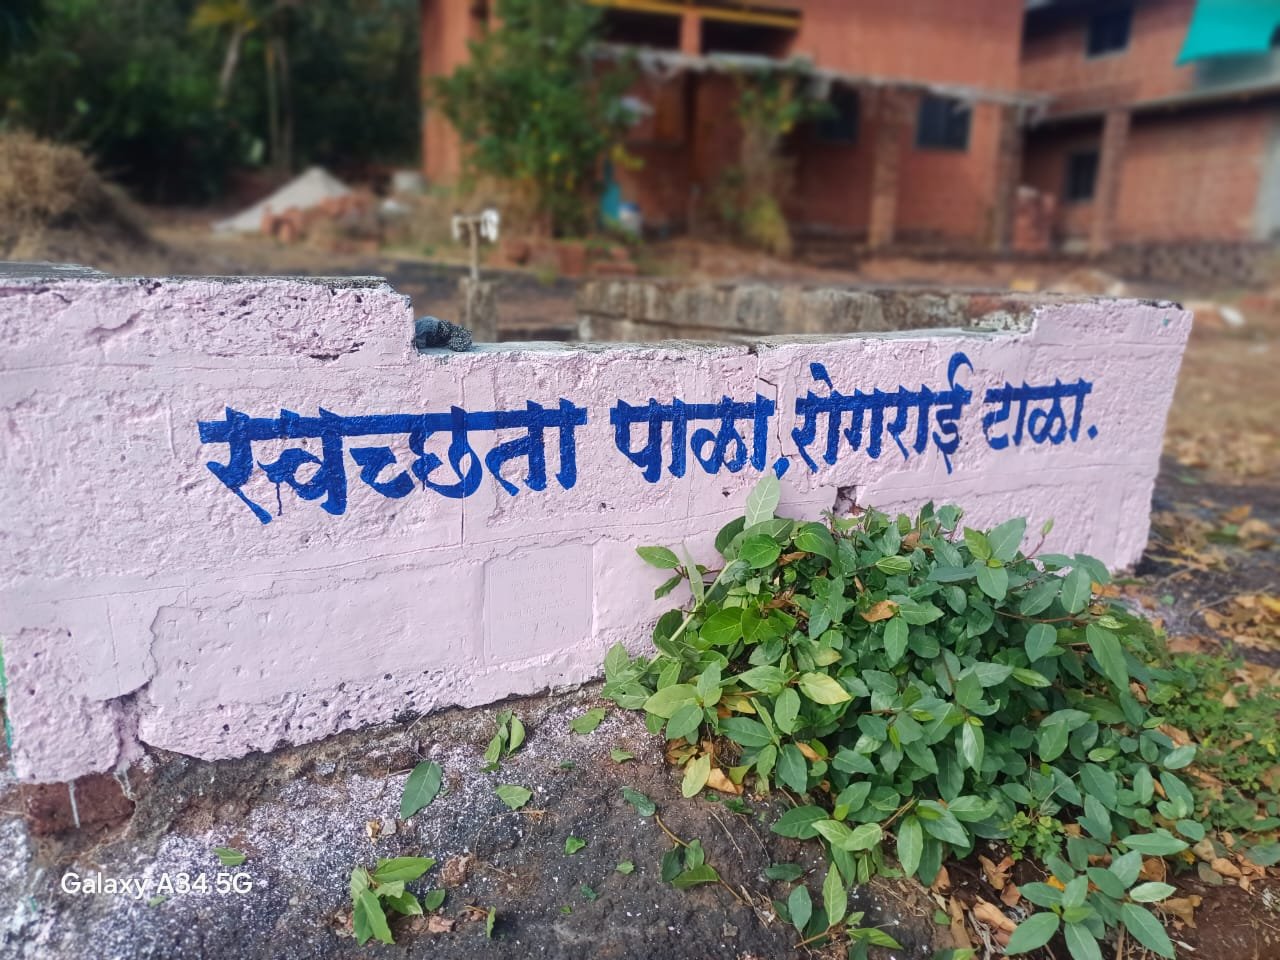 स्वच्छता पाळा, रोगराई टाळा.
Galaxy A34 5G